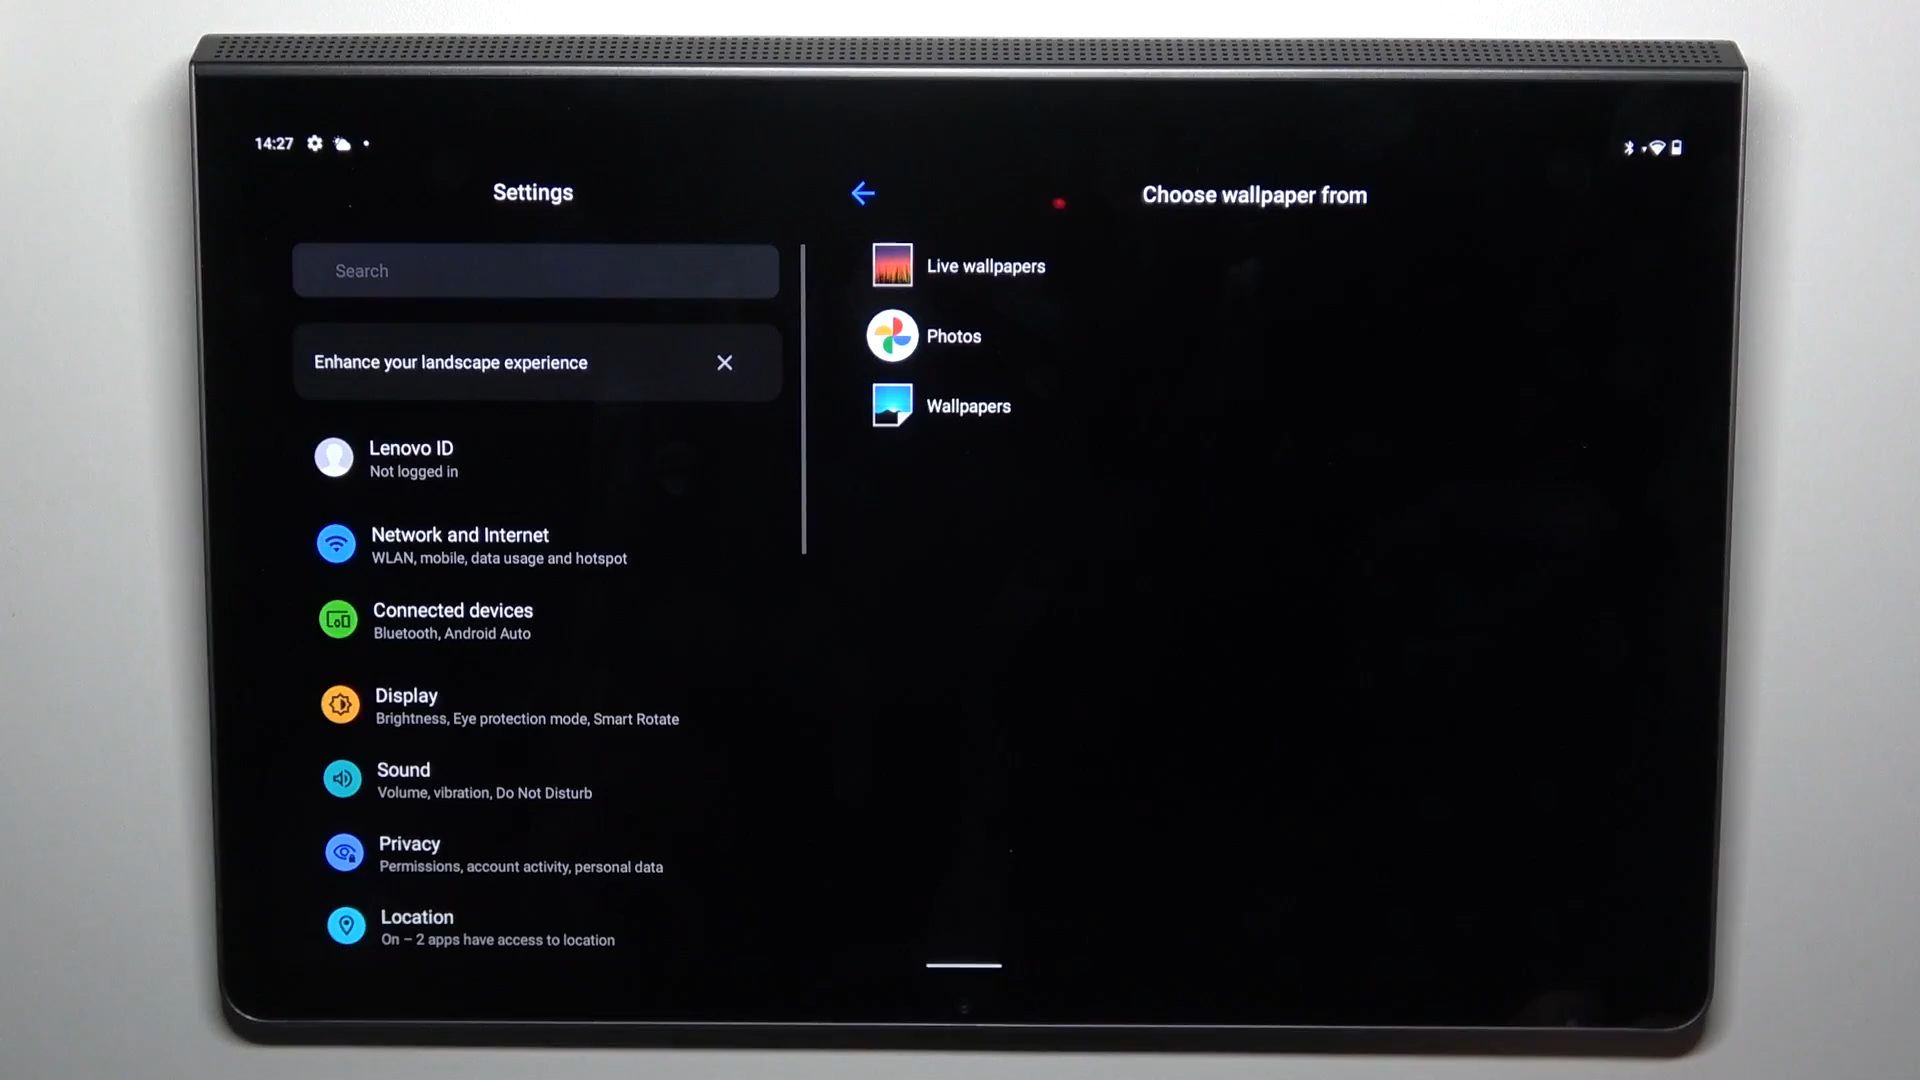 14:27
Settings
Search
Enhance your landscape experience
Lenovo ID
Not logged in
Network and Internet
WLAN, mobile, data usage and hotspot
Connected devices
Bluetooth, Android Auto
Display
Brightness, Eye protection mode, Smart Rotate
Sound
Volume, vibration, Do Not Disturb
Privacy
Permissions, account activity, personal data
Location
On – 2 apps have access to location
Choose wallpaper from
Live wallpapers
Photos
Wallpapers